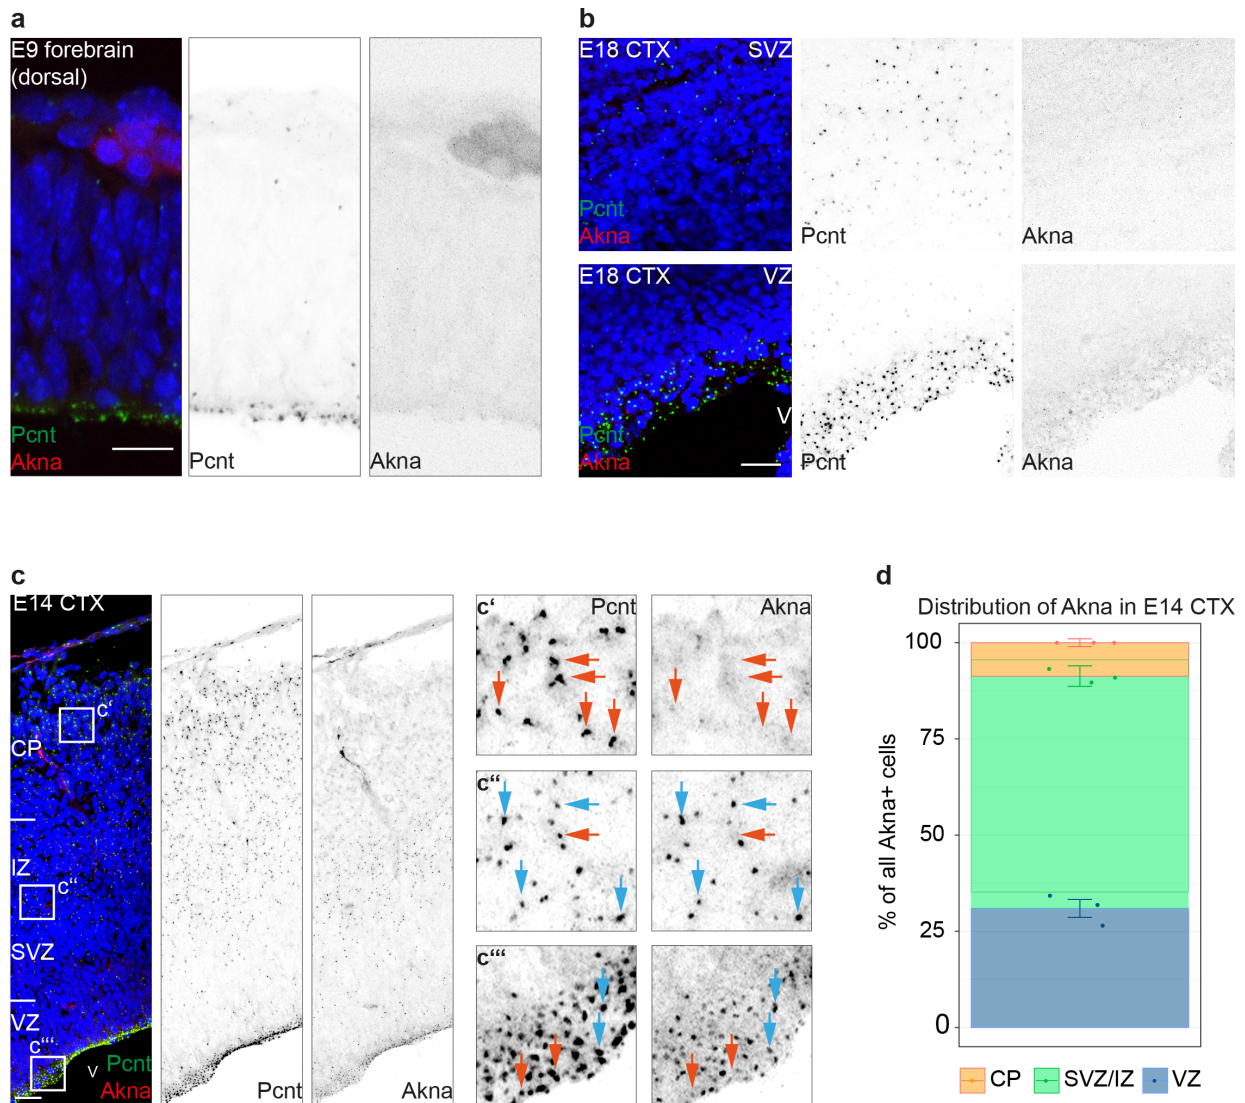 a
E9 forebrain
(dorsal)
Pcnt
Akna
Pcnt
Akna
b
E18 CTX
SVZ
Pcnt
Akna
Pcnt
Akna
E18 CTX
VZ
V
Pcnt
Akna
Pcnt
Akna
c
E14 CTX
c‘
CP
IZ
c‘‘
SVZ
VZ
c‘‘‘
V
Pcnt
Akna
Pcnt
Akna
c‘
Pcnt
Akna
c‘‘
c‘‘‘
d
Distribution of Akna in E14 CTX
% of all Akna+ cells
100
75
50
25
0
CP
SVZ/IZ
VZ